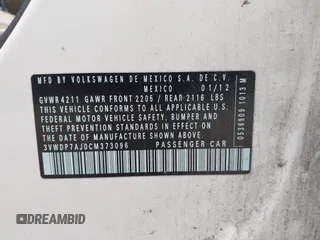 MFD. BY VOLKSWAGEN DE MEXICO S.A. DE C.V.
MEXICO 01/12
GVWR 4211 GAWR FRONT 2205 / REAR 2116 LBS
THIS VEHICLE CONFORMS TO ALL APPLICABLE U.S.
FEDERAL MOTOR VEHICLE SAFETY, BUMPER, AND
THEFT PREVENTION STANDARDS IN EFFECT ON THE
DATE OF MANUFACTURE SHOWN ABOVE.
3VWDP7AJ0CM373096 PASSENGER CAR
0536909 1013 M
DREAMBID